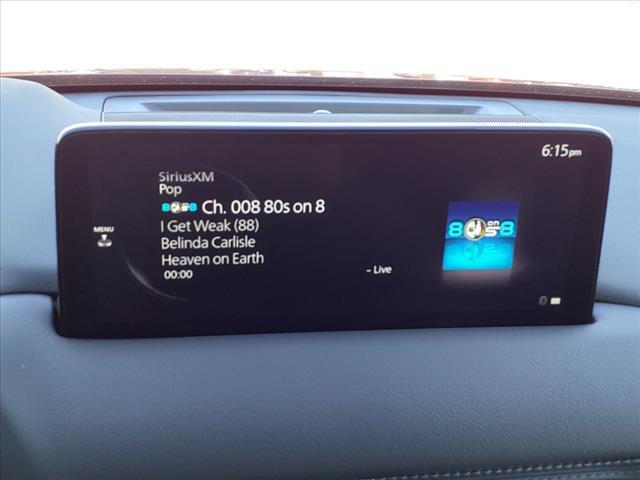 6:15pm
SiriusXM
Pop
8on8 Ch. 008 80s on 8
I Get Weak (88)
MENU
Belinda Carlisle
Heaven on Earth
00:00
- Live
80s on 8